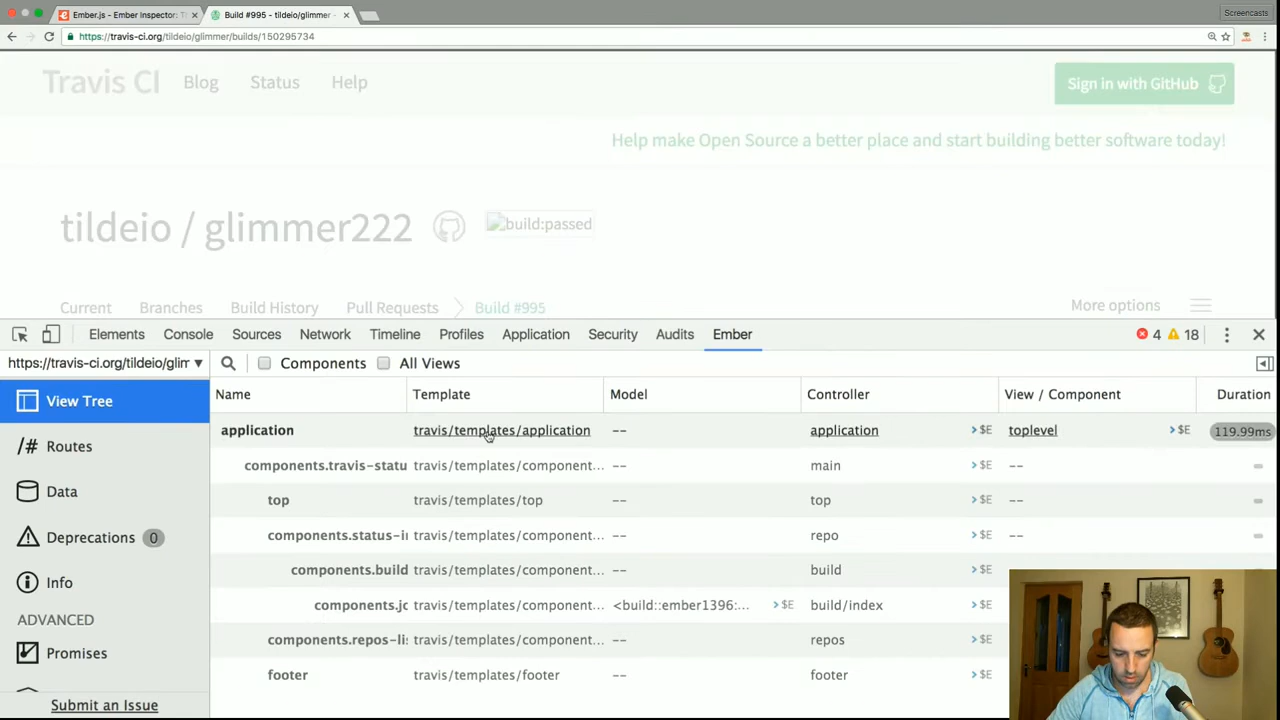 Ember.js - Ember Inspector: T
Build #995 - tildeio/glimmer -
Screencasts
https://travis-ci.org/tildeio/glimmer/builds/150295734
Travis CI Blog Status Help Sign in with GitHub
Help make Open Source a better place and start building better software today!
tildeio / glimmer222 build:passed
Current Branches Build History Pull Requests Build #995 More options
Elements Console Sources Network Timeline Profiles Application Security Audits Ember 4 18
https://travis-ci.org/tildeio/glin Components All Views
View Tree
Routes
Data
Deprecations 0
Info
ADVANCED
Promises
Submit an Issue
Name Template Model Controller View / Component Duration
application travis/templates/application -- application >$E toplevel >$E 119.99ms
components.travis-statu travis/templates/component... -- main >$E -- –
top travis/templates/top -- top >$E -- –
components.status-i travis/templates/component... -- repo >$E -- –
components.build travis/templates/component... -- build >$E
components.jc travis/templates/component... <build::ember1396:... >$E build/index >$E
components.repos-lis travis/templates/component... -- repos >$E
footer travis/templates/footer -- footer >$E